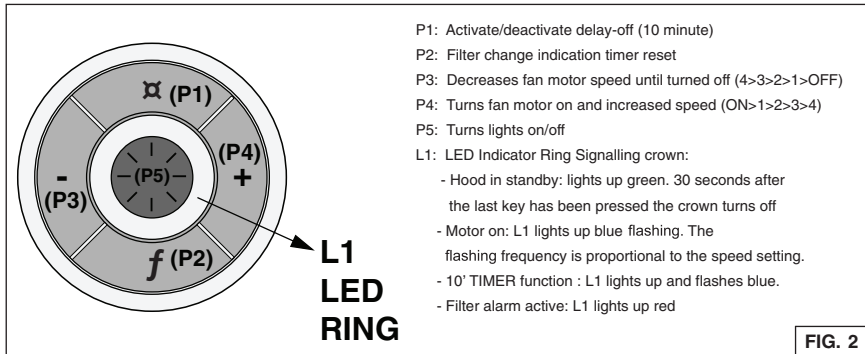 ¤ (P1)
(P4)
+
-
(P3)
(P5)
ƒ (P2)
L1
LED
RING
P1: Activate/deactivate delay-off (10 minute)
P2: Filter change indication timer reset
P3: Decreases fan motor speed until turned off (4>3>2>1>OFF)
P4: Turns fan motor on and increased speed (ON>1>2>3>4)
P5: Turns lights on/off
L1: LED Indicator Ring Signalling crown:
- Hood in standby: lights up green. 30 seconds after
the last key has been pressed the crown turns off
- Motor on: L1 lights up blue flashing. The
flashing frequency is proportional to the speed setting.
- 10’ TIMER function : L1 lights up and flashes blue.
- Filter alarm active: L1 lights up red
FIG. 2